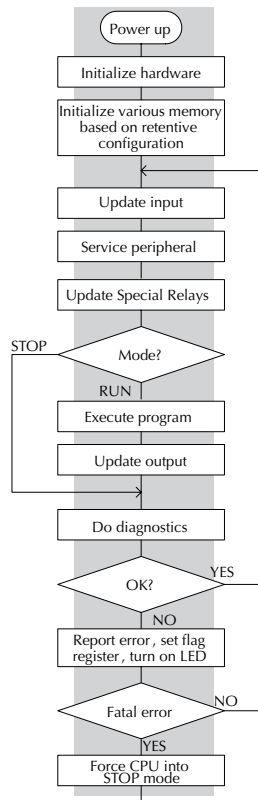 Power up
Initialize hardware
Initialize various memory
based on retentive
configuration
Update input
Service peripheral
Update Special Relays
STOP
Mode?
RUN
Execute program
Update output
Do diagnostics
YES
OK?
NO
Report error, set flag
register, turn on LED
NO
Fatal error
YES
Force CPU into
STOP mode